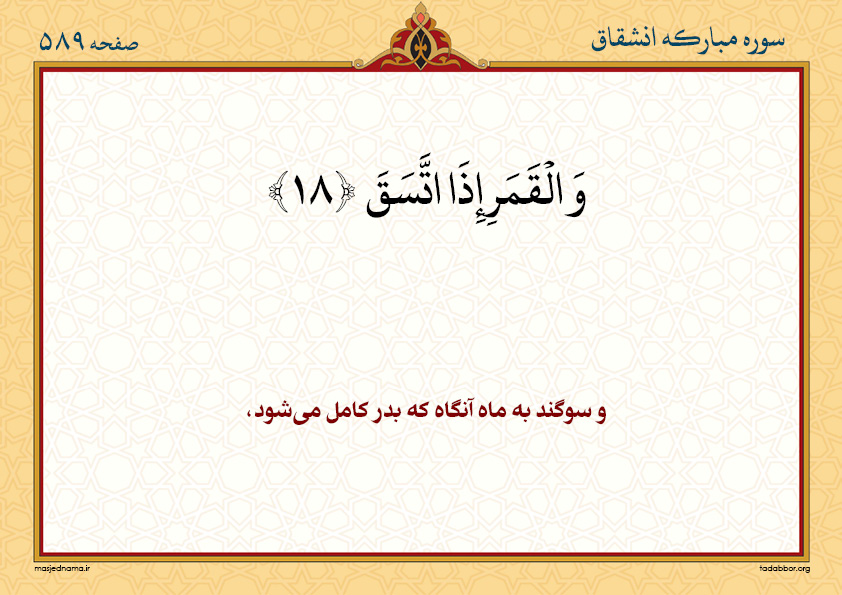 سوره مبارکه انشقاق
صفحه ۵۸۹
وَ الْقَمَرِ إِذَا اتَّسَقَ ﴿۱۸﴾
و سوگند به ماه آنگاه که بدر کامل می‌شود،
masjednama.ir
tadabbor.org